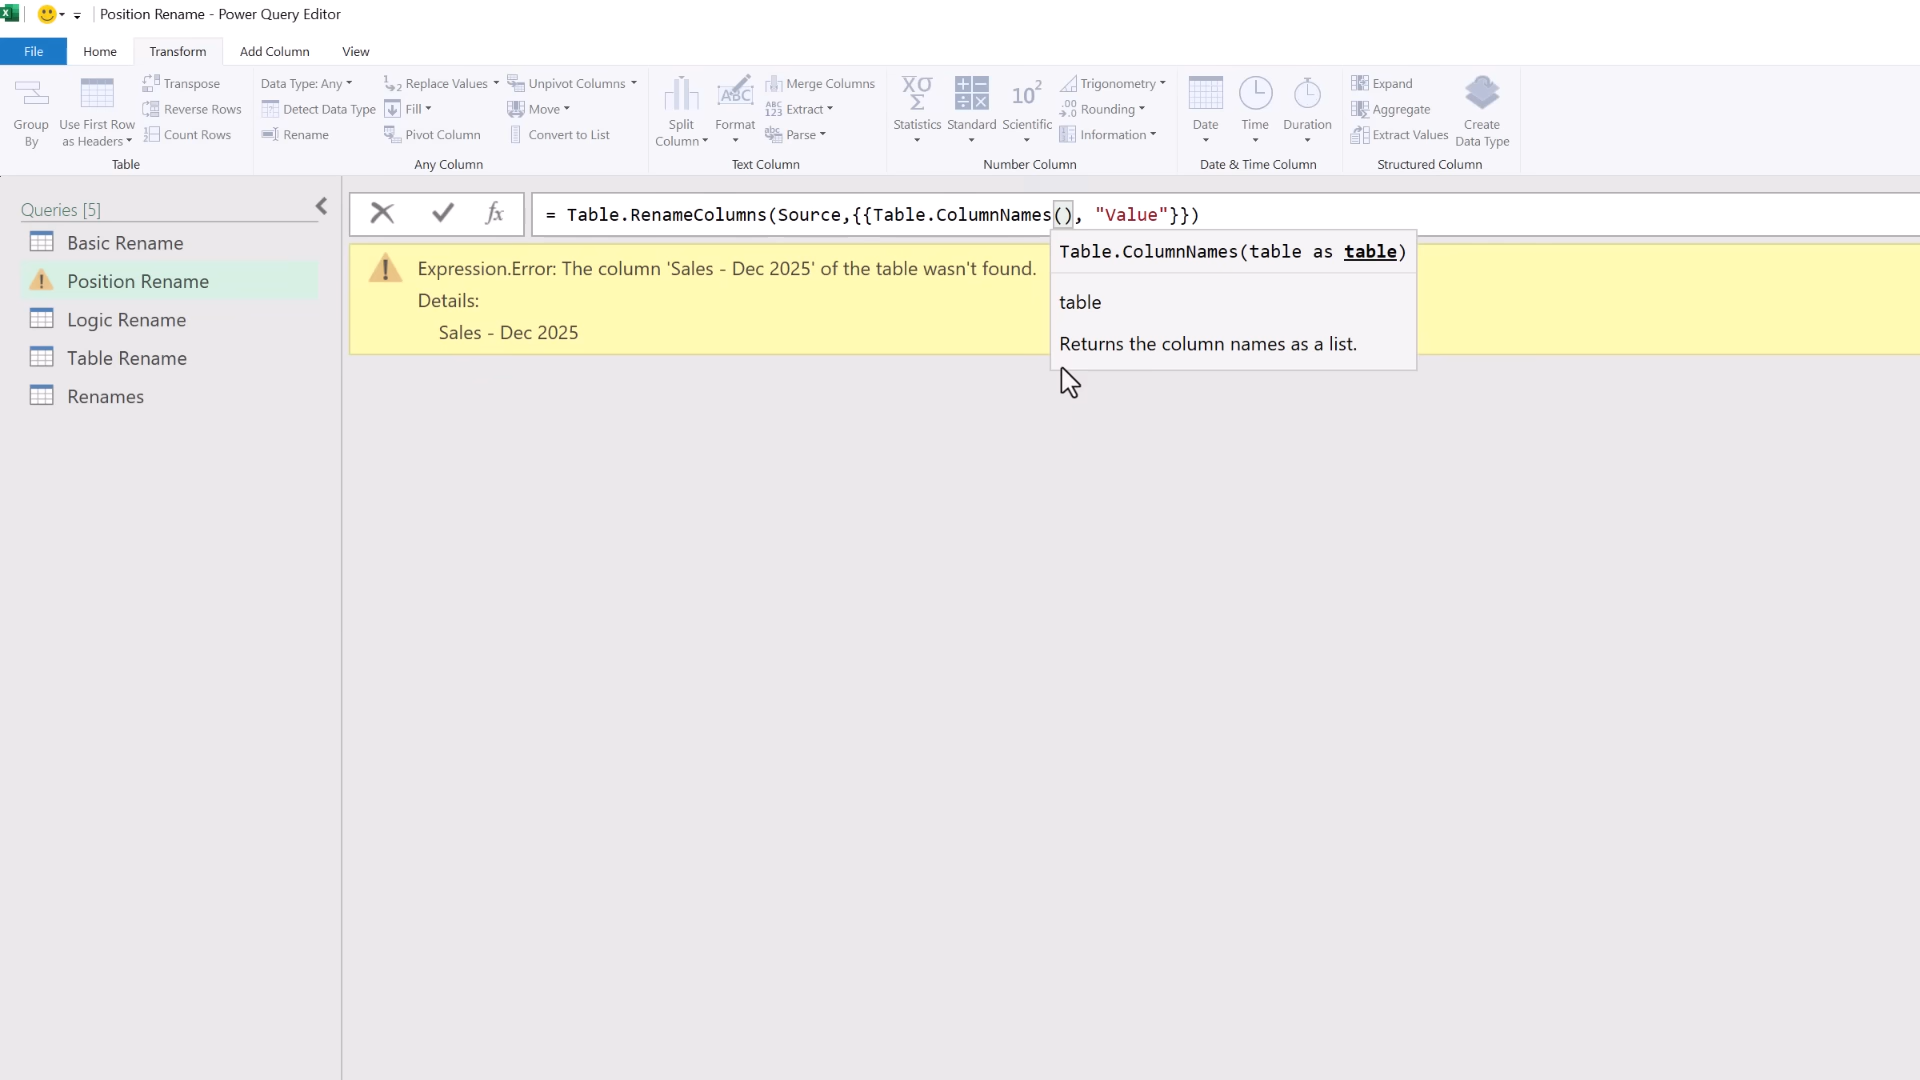 Position Rename - Power Query Editor
File
Home
Transform
Add Column
View
Group By
Use First Row as Headers
Transpose
Reverse Rows
Count Rows
Table
Data Type: Any
Detect Data Type
Rename
Replace Values
Fill
Pivot Column
Unpivot Columns
Move
Convert to List
Any Column
Split Column
Format
Merge Columns
Extract
Parse
Text Column
Statistics
Standard
Scientific
Trigonometry
Rounding
Information
Number Column
Date
Time
Duration
Date & Time Column
Expand
Aggregate
Extract Values
Create Data Type
Structured Column
Queries [5]
Basic Rename
Position Rename
Logic Rename
Table Rename
Renames
= Table.RenameColumns(Source,{{Table.ColumnNames(), "Value"}})
Expression.Error: The column 'Sales - Dec 2025' of the table wasn't found.
Details:
Sales - Dec 2025
Table.ColumnNames(table as table)
table
Returns the column names as a list.